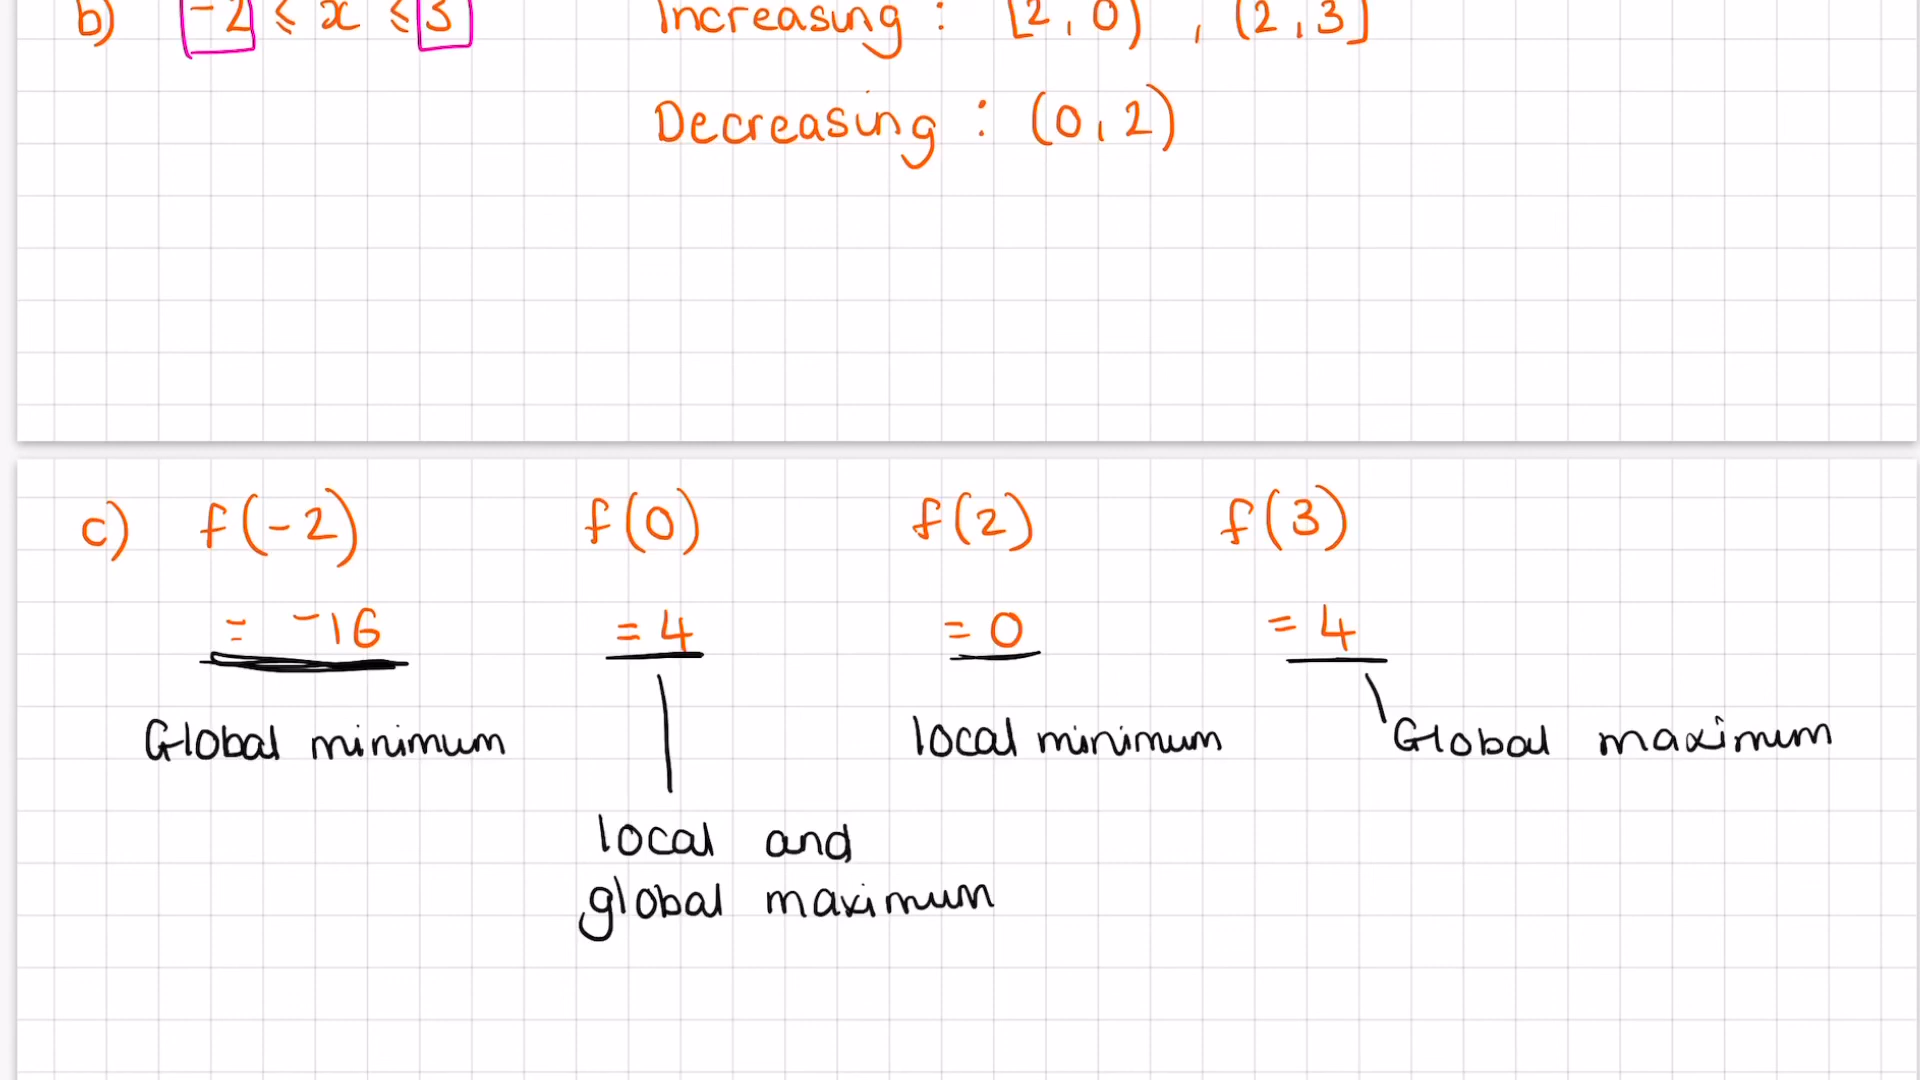 b) -2 ≤ x ≤ 3 Increasing : [2, 0) , (2, 3]
Decreasing : (0, 2)
c) f(-2) f(0) f(2) f(3)
= -16 = 4 = 0 = 4
Global minimum local minimum Global maximum
local and
global maximum